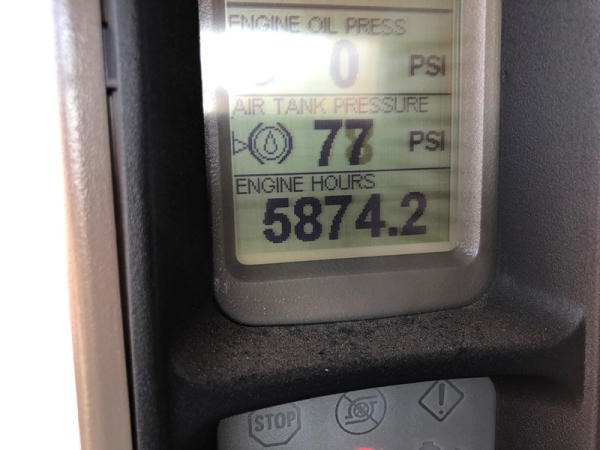 ENGINE OIL PRESS
0 PSI
AIR TANK PRESSURE
77 PSI
ENGINE HOURS
5874.2
STOP